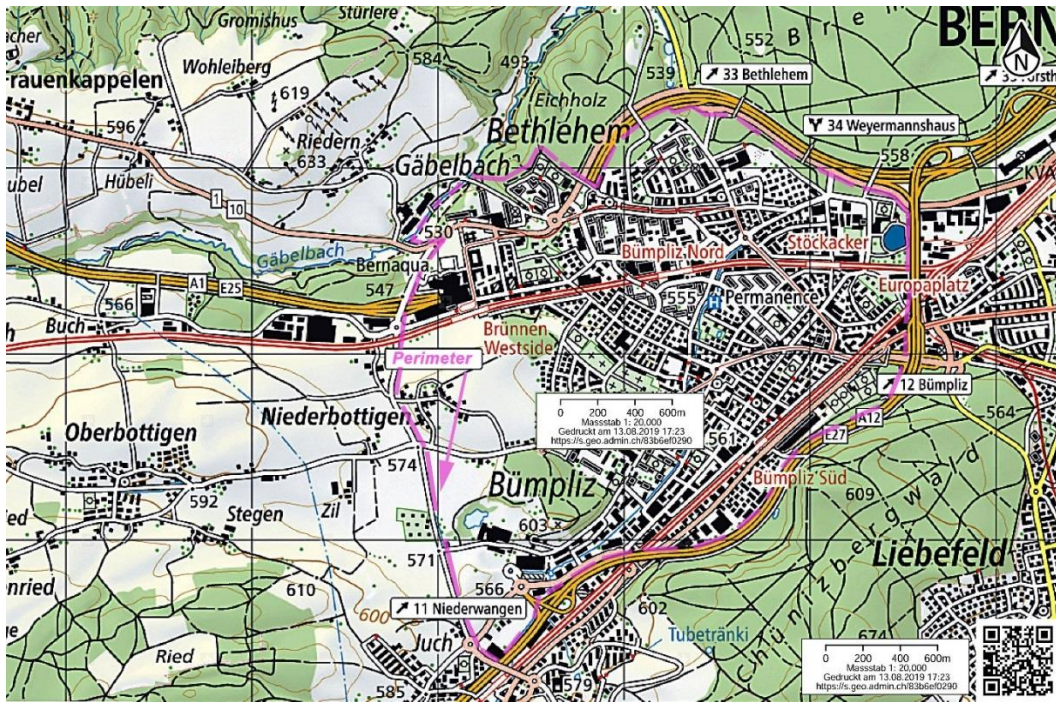 Gromishus
Stürlere
BERN
acher
Wohleiberg
584
493
539
552
B r e m
N
rauenkappelen
619
↗ 33 Bethlehem
Eichholz
596
Riedern
633
Bethlehem
34 Weyermannshaus
558
Gäbelbach
ubel
Hübeli
1
10
KVA
530
Gäbelbach
Bernaqua
547
Bümpliz Nord
Stöckacker
A1
E25
566
Europaplatz
555
H
Permanence
Buch
Brünnen
Westside
Perimeter
↗ 12 Bümpliz
Niederbottigen
0 200 400 600m
Massstab 1: 20,000
Gedruckt am 13.08.2019 17:23
https://s.geo.admin.ch/83b6ef0290
564
A12
E27
561
Oberbottigen
574
Bümpliz
Bümpliz Süd
592
Stegen
Zil
603
609
Chünizbergwald
Liebefeld
571
nried
610
566
600
↗ 11 Niederwangen
602
Juch
Tubetränki
674
Ried
585
579
0 200 400 600m
Massstab 1: 20,000
Gedruckt am 13.08.2019 17:23
https://s.geo.admin.ch/83b6ef0290